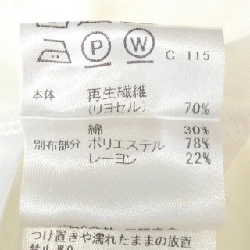 P W C 115
本体 再生繊維
(リヨセル) 70%
綿 30%
別布部分 ポリエステル 78%
レーヨン 22%
つけ置きや濡れたままの放置